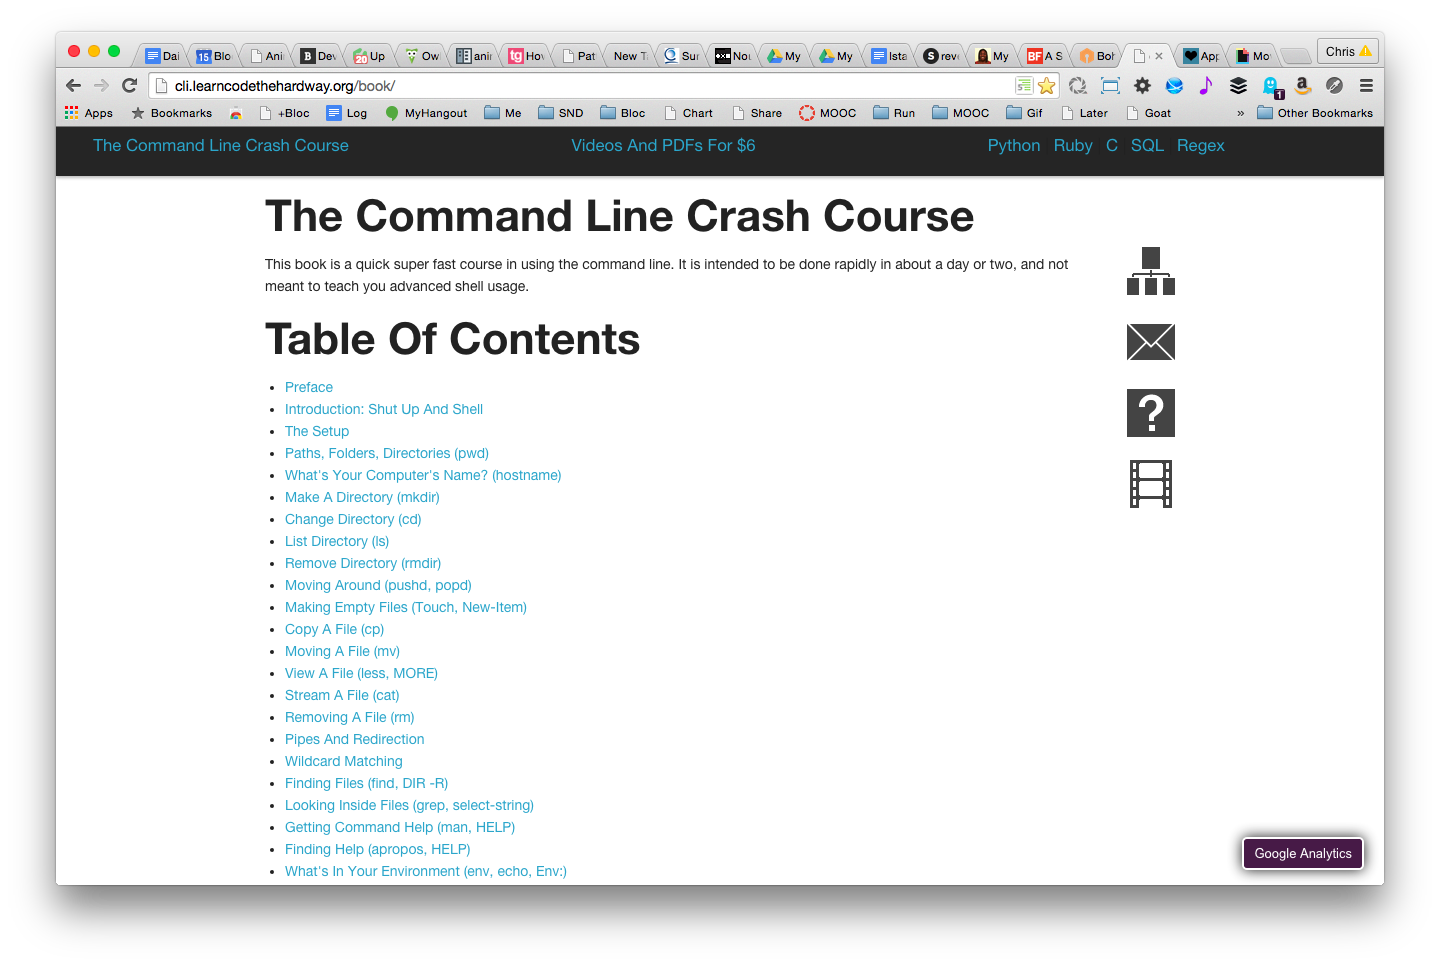 Dai
15 Blo
Ani
B Dev
20 Up
Ow
ani
tg Hov
Pat
New T
Sur
Nou
My
My
Ista
S rev
My
BF A S
Boh
App
Mo
Chris
cli.learncodethehardway.org/book/
1
Apps
Bookmarks
+Bloc
Log
MyHangout
Me
SND
Bloc
Chart
Share
MOOC
Run
MOOC
Gif
Later
Goat
»
Other Bookmarks
The Command Line Crash Course
Videos And PDFs For $6
Python Ruby C SQL Regex
The Command Line Crash Course
This book is a quick super fast course in using the command line. It is intended to be done rapidly in about a day or two, and not
meant to teach you advanced shell usage.
?
Table Of Contents
• Preface
• Introduction: Shut Up And Shell
• The Setup
• Paths, Folders, Directories (pwd)
• What's Your Computer's Name? (hostname)
• Make A Directory (mkdir)
• Change Directory (cd)
• List Directory (ls)
• Remove Directory (rmdir)
• Moving Around (pushd, popd)
• Making Empty Files (Touch, New-Item)
• Copy A File (cp)
• Moving A File (mv)
• View A File (less, MORE)
• Stream A File (cat)
• Removing A File (rm)
• Pipes And Redirection
• Wildcard Matching
• Finding Files (find, DIR -R)
• Looking Inside Files (grep, select-string)
• Getting Command Help (man, HELP)
• Finding Help (apropos, HELP)
• What's In Your Environment (env, echo, Env:)
Google Analytics